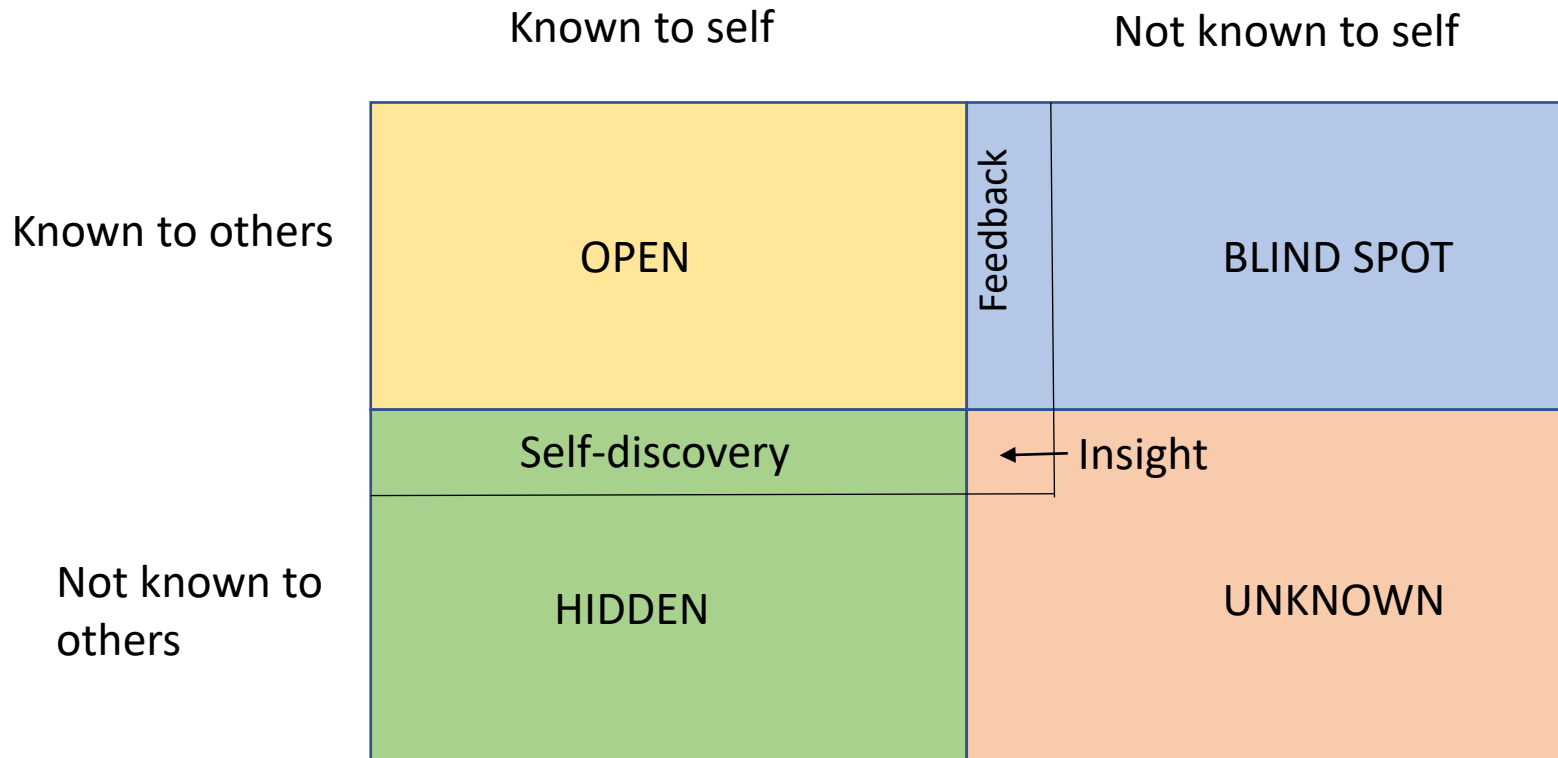 Known to self
Not known to self
Known to others
OPEN
Feedback
BLIND SPOT
Self-discovery
Insight
Not known to
others
HIDDEN
UNKNOWN